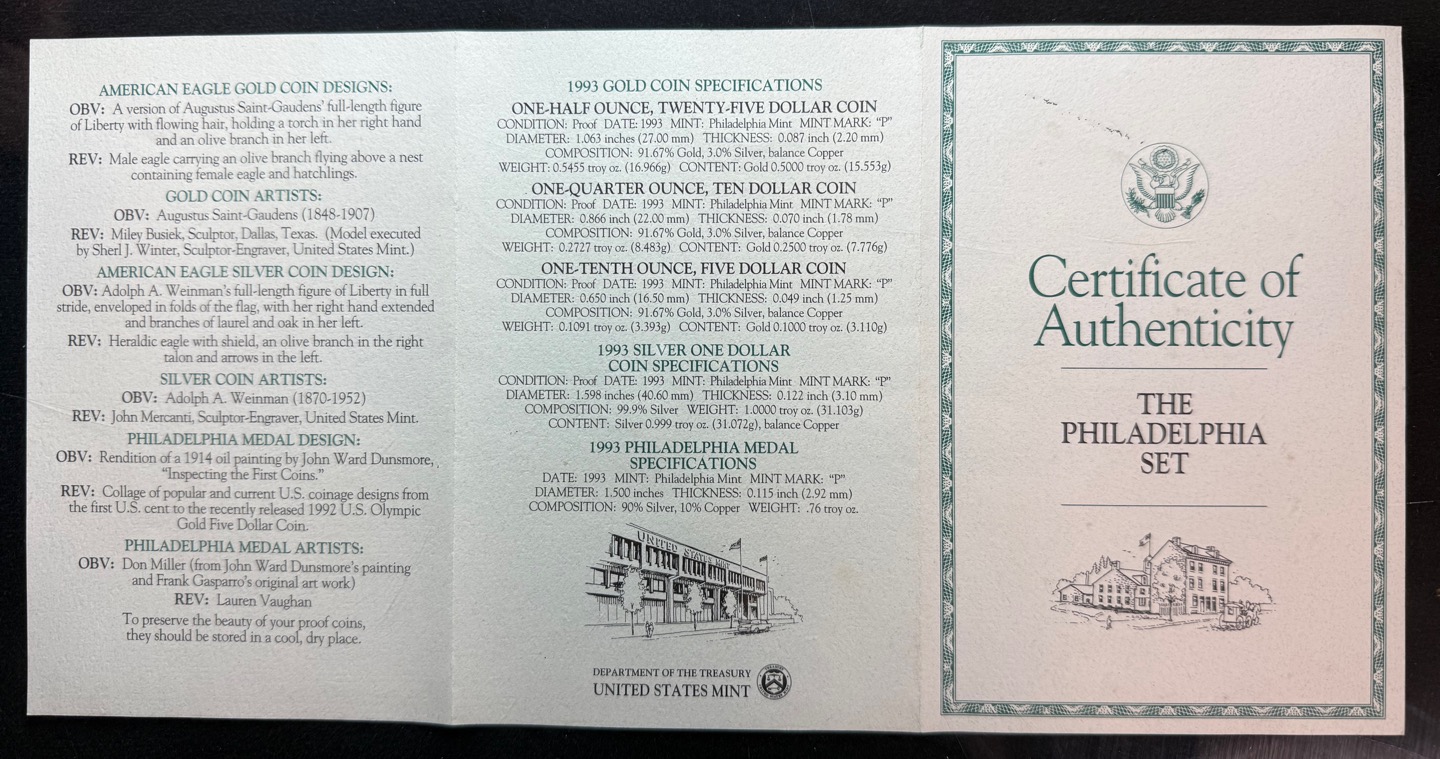 AMERICAN EAGLE GOLD COIN DESIGNS:
OBV: A version of Augustus Saint-Gaudens' full-length figure
of Liberty with flowing hair, holding a torch in her right hand
and an olive branch in her left.
REV: Male eagle carrying an olive branch flying above a nest
containing female eagle and hatchlings.
GOLD COIN ARTISTS:
OBV: Augustus Saint-Gaudens (1848-1907)
REV: Miley Busiek, Sculptor, Dallas, Texas. (Model executed
by Sherl J. Winter, Sculptor-Engraver, United States Mint.)
AMERICAN EAGLE SILVER COIN DESIGN:
OBV: Adolph A. Weinman's full-length figure of Liberty in full
stride, enveloped in folds of the flag, with her right hand extended
and branches of laurel and oak in her left.
REV: Heraldic eagle with shield, an olive branch in the right
talon and arrows in the left.
SILVER COIN ARTISTS:
OBV: Adolph A. Weinman (1870-1952)
REV: John Mercanti, Sculptor-Engraver, United States Mint.
PHILADELPHIA MEDAL DESIGN:
OBV: Rendition of a 1914 oil painting by John Ward Dunsmore,
"Inspecting the First Coins."
REV: Collage of popular and current U.S. coinage designs from
the first U.S. cent to the recently released 1992 U.S. Olympic
Gold Five Dollar Coin.
PHILADELPHIA MEDAL ARTISTS:
OBV: Don Miller (from John Ward Dunsmore's painting
and Frank Gasparro's original art work)
REV: Lauren Vaughan
To preserve the beauty of your proof coins,
they should be stored in a cool, dry place.
1993 GOLD COIN SPECIFICATIONS
ONE-HALF OUNCE, TWENTY-FIVE DOLLAR COIN
CONDITION: Proof DATE: 1993 MINT: Philadelphia Mint MINT MARK: "P"
DIAMETER: 1.063 inches (27.00 mm) THICKNESS: 0.087 inch (2.20 mm)
COMPOSITION: 91.67% Gold, 3.0% Silver, balance Copper
WEIGHT: 0.5455 troy oz. (16.966g) CONTENT: Gold 0.5000 troy oz. (15.553g)
ONE-QUARTER OUNCE, TEN DOLLAR COIN
CONDITION: Proof DATE: 1993 MINT: Philadelphia Mint MINT MARK: "P"
DIAMETER: 0.866 inch (22.00 mm) THICKNESS: 0.070 inch (1.78 mm)
COMPOSITION: 91.67% Gold, 3.0% Silver, balance Copper
WEIGHT: 0.2727 troy oz. (8.483g) CONTENT: Gold 0.2500 troy oz. (7.776g)
ONE-TENTH OUNCE, FIVE DOLLAR COIN
CONDITION: Proof DATE: 1993 MINT: Philadelphia Mint MINT MARK: "P"
DIAMETER: 0.650 inch (16.50 mm) THICKNESS: 0.049 inch (1.25 mm)
COMPOSITION: 91.67% Gold, 3.0% Silver, balance Copper
WEIGHT: 0.1091 troy oz. (3.393g) CONTENT: Gold 0.1000 troy oz. (3.110g)
1993 SILVER ONE DOLLAR
COIN SPECIFICATIONS
CONDITION: Proof DATE: 1993 MINT: Philadelphia Mint MINT MARK: "P"
DIAMETER: 1.598 inches (40.60 mm) THICKNESS: 0.122 inch (3.10 mm)
COMPOSITION: 99.9% Silver WEIGHT: 1.0000 troy oz. (31.103g)
CONTENT: Silver 0.999 troy oz. (31.072g), balance Copper
1993 PHILADELPHIA MEDAL
SPECIFICATIONS
DATE: 1993 MINT: Philadelphia Mint MINT MARK: "P"
DIAMETER: 1.500 inches THICKNESS: 0.115 inch (2.92 mm)
COMPOSITION: 90% Silver, 10% Copper WEIGHT: .76 troy oz.
UNITED STATES MINT
DEPARTMENT OF THE TREASURY
UNITED STATES MINT
Certificate of
Authenticity
THE
PHILADELPHIA
SET